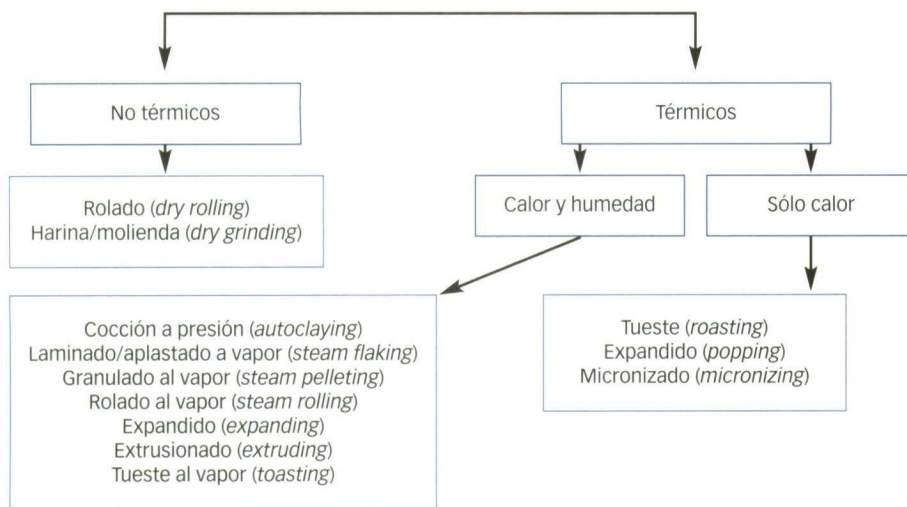 No térmicos
Térmicos
Rolado (dry rolling)
Harina/molienda (dry grinding)
Calor y humedad
Sólo calor
Cocción a presión (autoclaying)
Laminado/aplastado a vapor (steam flaking)
Granulado al vapor (steam pelleting)
Rolado al vapor (steam rolling)
Expandido (expanding)
Extrusionado (extruding)
Tueste al vapor (toasting)
Tueste (roasting)
Expandido (popping)
Micronizado (micronizing)